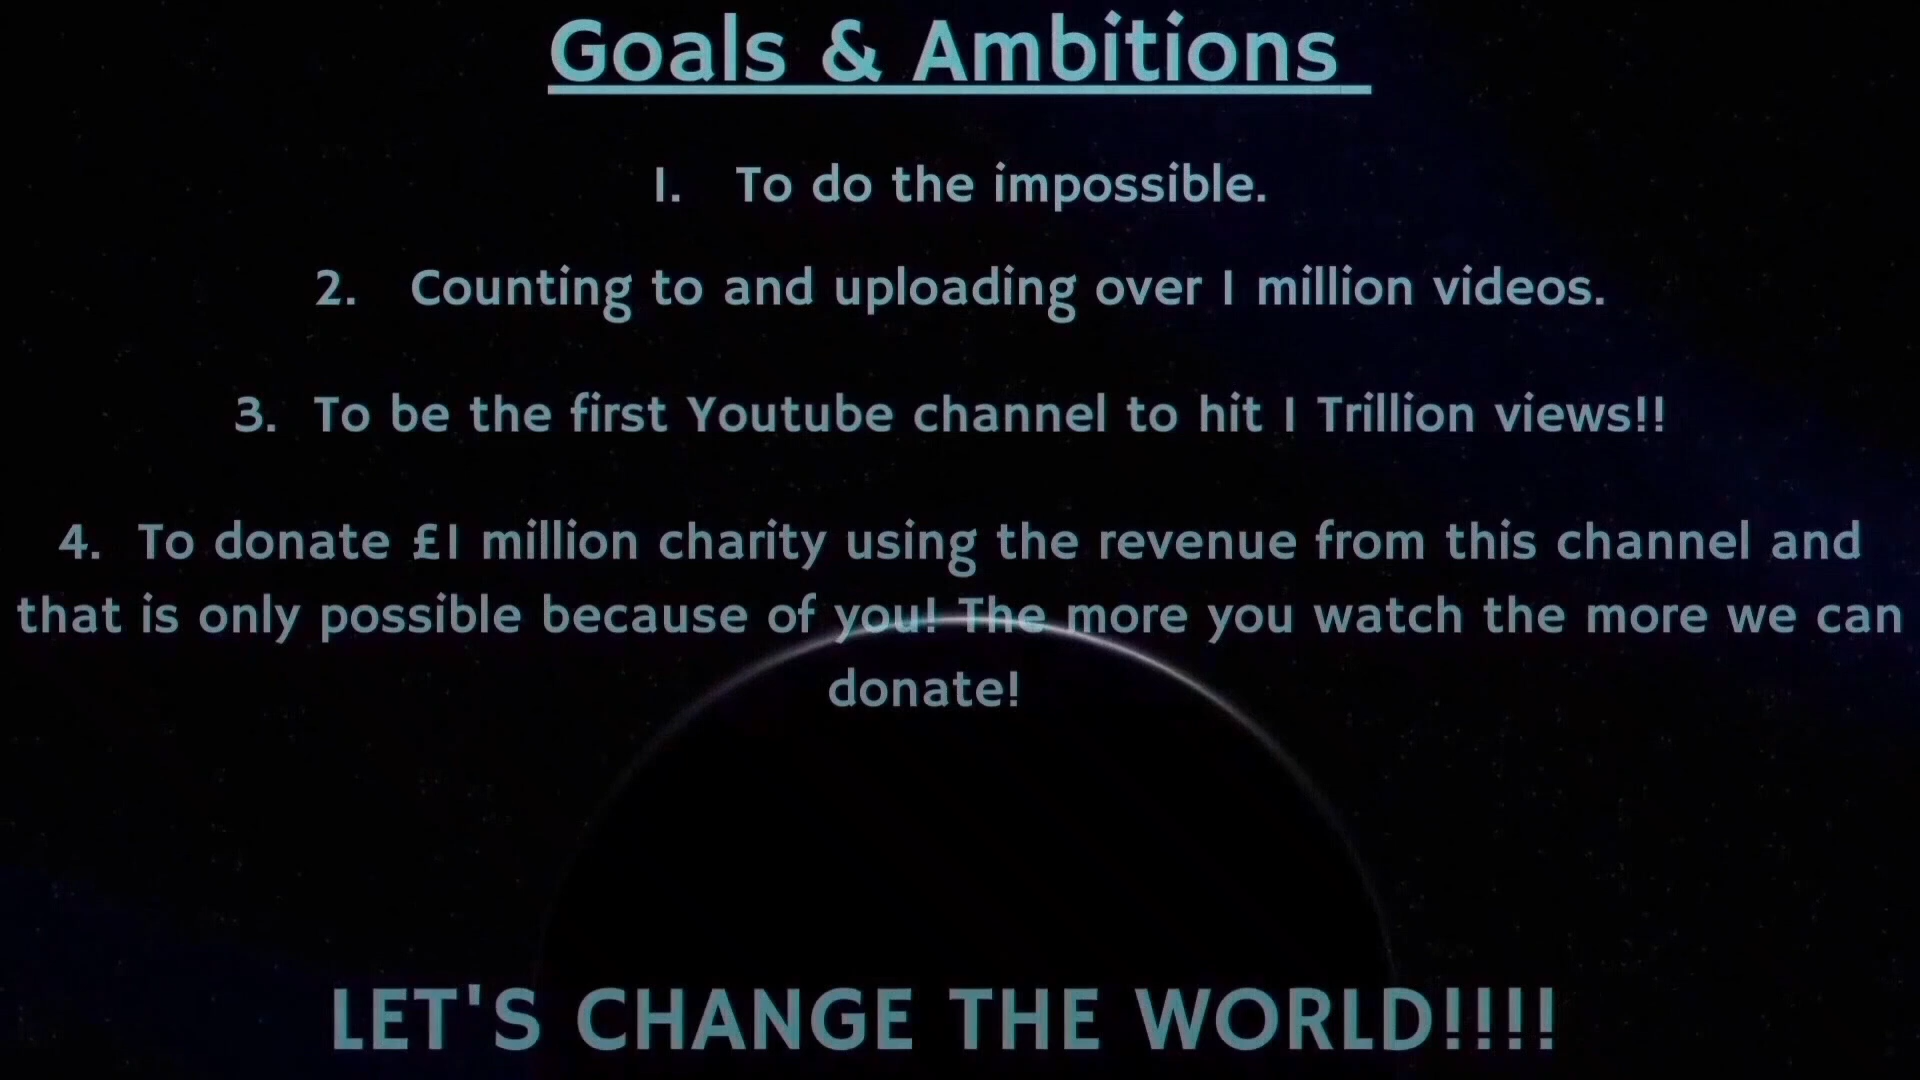 Goals & Ambitions
1. To do the impossible.
2. Counting to and uploading over 1 million videos.
3. To be the first Youtube channel to hit 1 Trillion views!!
4. To donate £1 million charity using the revenue from this channel and
that is only possible because of you! The more you watch the more we can
donate!
LET'S CHANGE THE WORLD!!!!